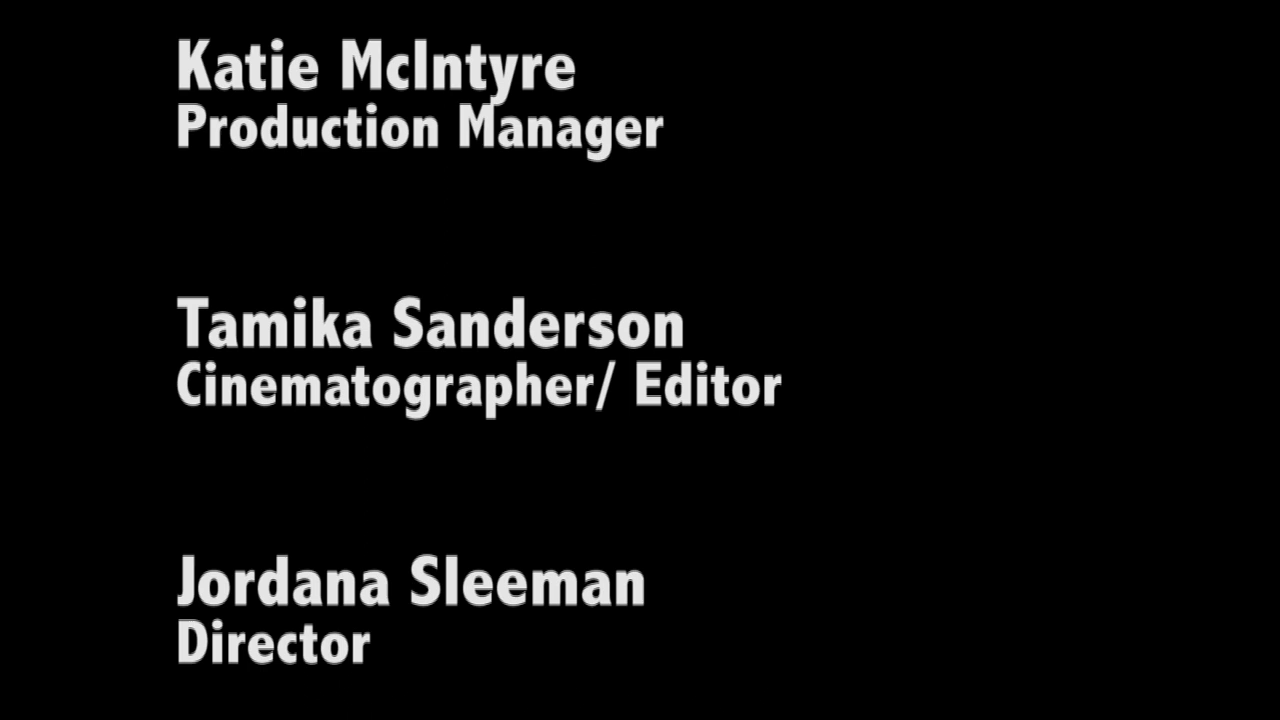 Katie McIntyre
Production Manager
Tamika Sanderson
Cinematographer/ Editor
Jordana Sleeman
Director